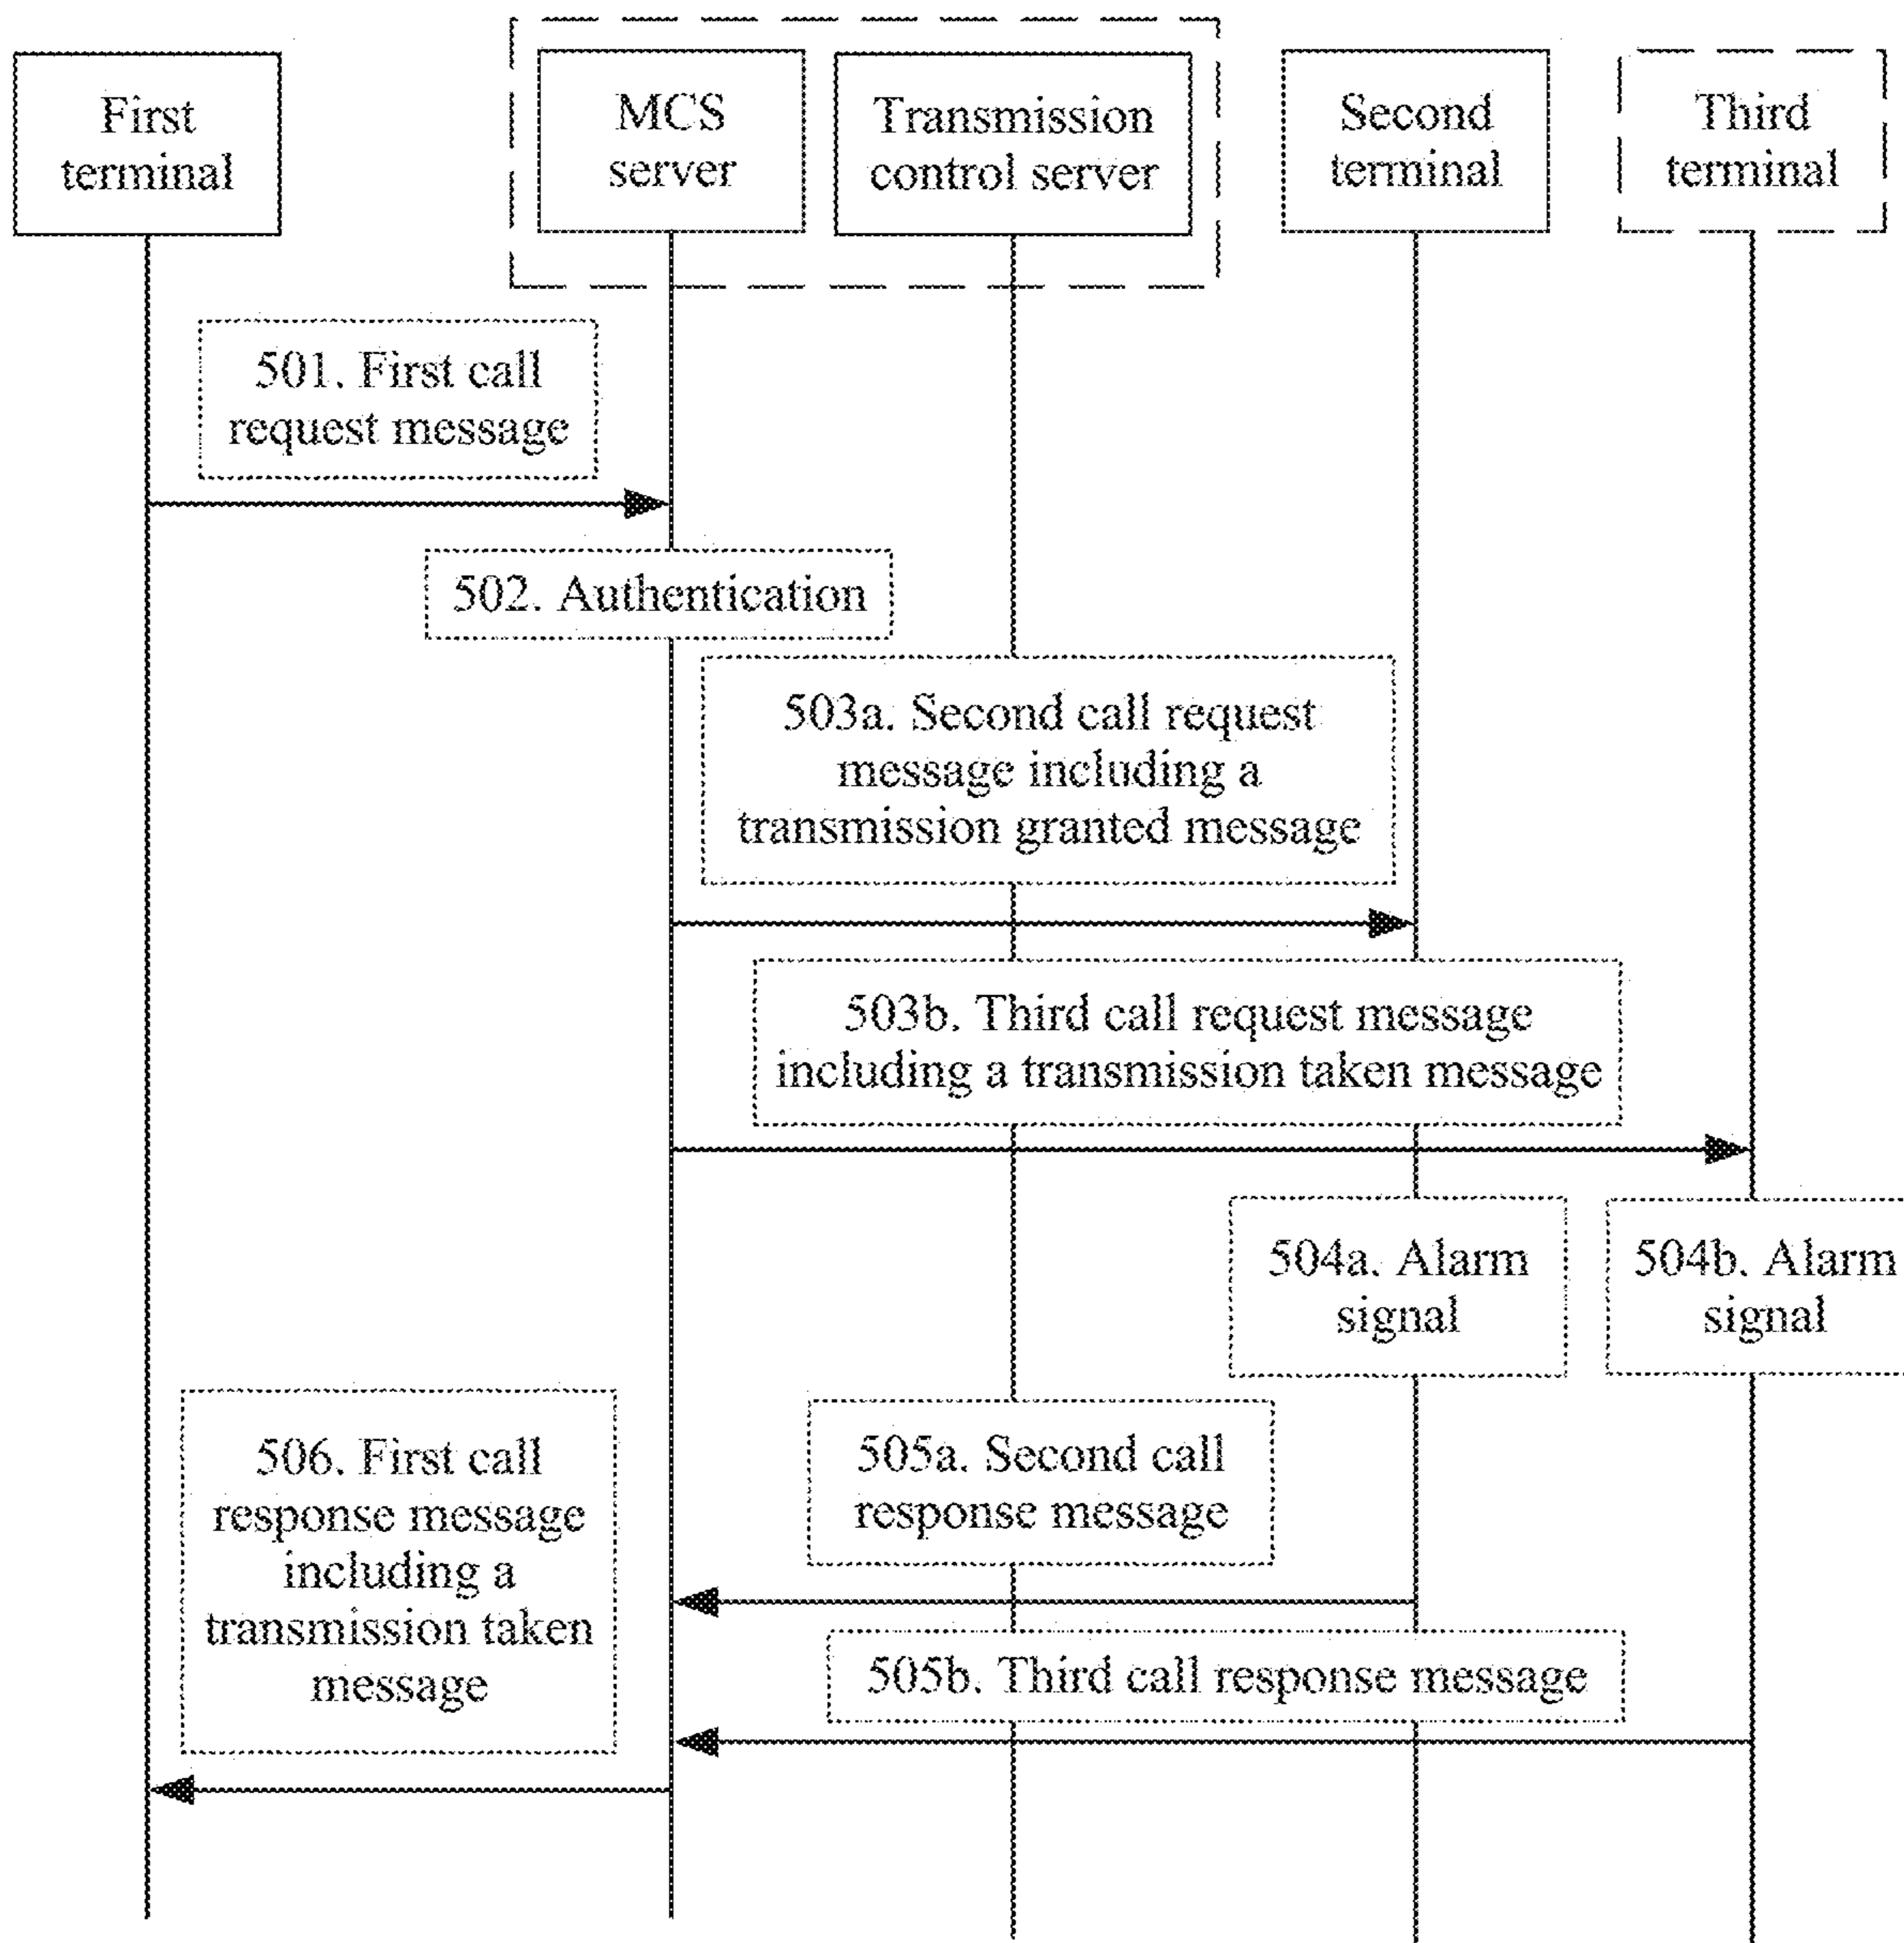 First
terminal
MCS
server
Transmission
control server
Second
terminal
Third
terminal
501. First call
request message
502. Authentication
503a. Second call request
message including a
transmission granted message
503b. Third call request message
including a transmission taken message
504a. Alarm
signal
504b. Alarm
signal
506. First call
response message
including a
transmission taken
message
505a. Second call
response message
505b. Third call response message